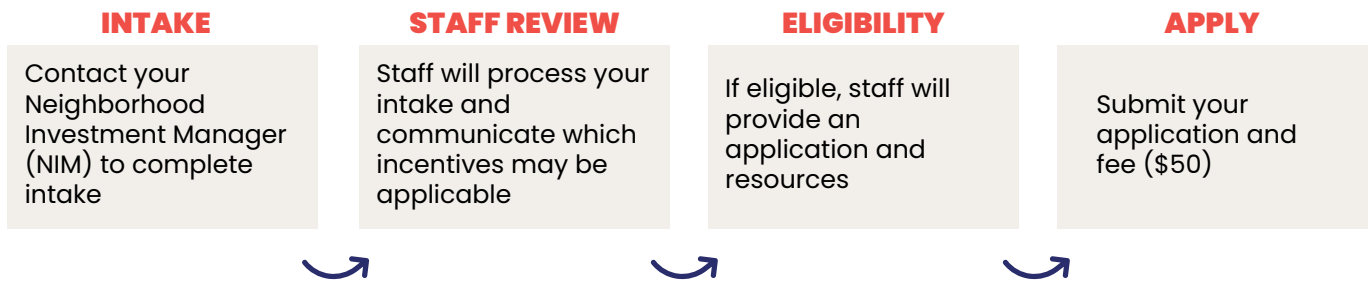 INTAKE
Contact your
Neighborhood
Investment Manager
(NIM) to complete
intake
STAFF REVIEW
Staff will process your
intake and
communicate which
incentives may be
applicable
ELIGIBILITY
If eligible, staff will
provide an
application and
resources
APPLY
Submit your
application and
fee ($50)